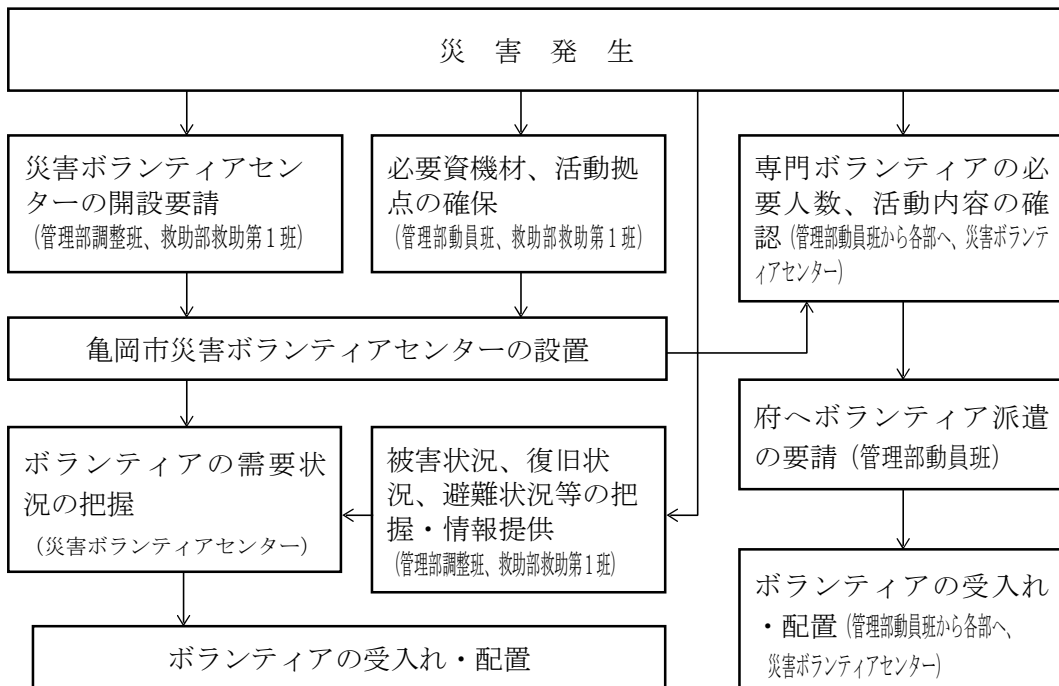 災 害 発 生
災害ボランティアセン
ターの開設要請
(管理部調整班、救助部救助第１班)
必要資機材、活動拠
点の確保
(管理部動員班、救助部救助第１班)
専門ボランティアの必
要人数、活動内容の確
認 (管理部動員班から各部へ、災害ボランテ
ィアセンター)
亀岡市災害ボランティアセンターの設置
ボランティアの需要状
況の把握
（災害ボランティアセンター）
被害状況、復旧状
況、避難状況等の把
握・情報提供
(管理部調整班、救助部救助第１班)
府へボランティア派遣
の要請（管理部動員班）
ボランティアの受入れ・配置
ボランティアの受入れ
・配置 (管理部動員班から各部へ、
災害ボランティアセンター)